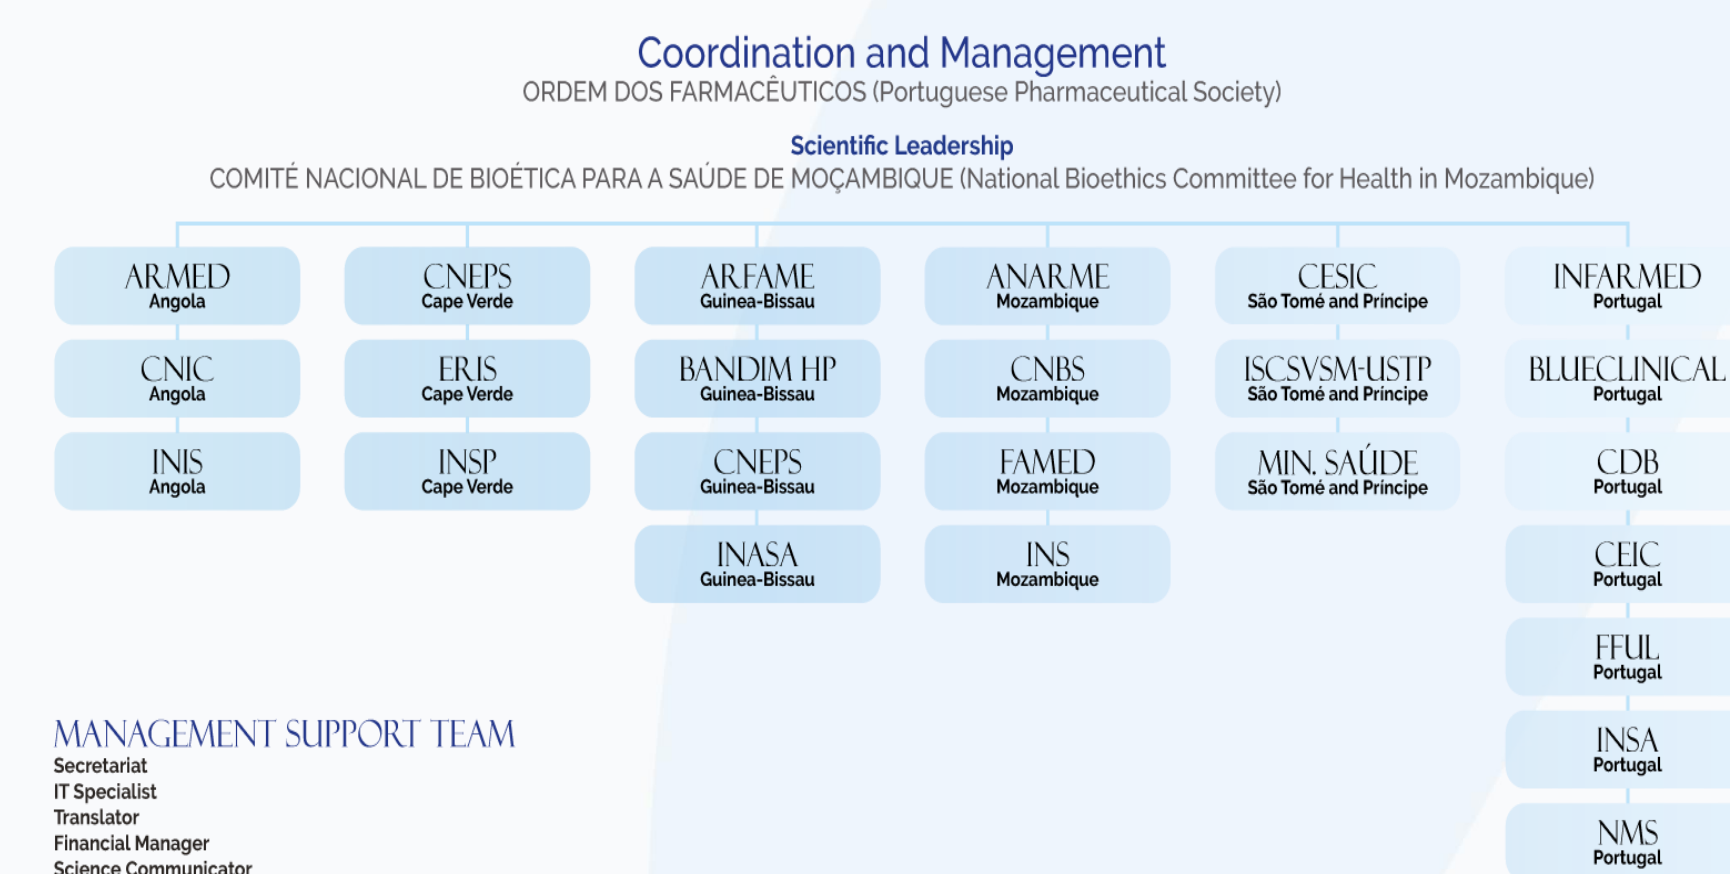 Coordination and Management
ORDEM DOS FARMACÊUTICOS (Portuguese Pharmaceutical Society)
Scientific Leadership
COMITÉ NACIONAL DE BIOÉTICA PARA A SAÚDE DE MOÇAMBIQUE (National Bioethics Committee for Health in Mozambique)
ARMED
Angola
CNIC
Angola
INIS
Angola
CNEPS
Cape Verde
ERIS
Cape Verde
INSP
Cape Verde
ARFAME
Guinea-Bissau
BANDIM HP
Guinea-Bissau
CNEPS
Guinea-Bissau
INASA
Guinea-Bissau
ANARME
Mozambique
CNBS
Mozambique
FAMED
Mozambique
INS
Mozambique
CESIC
São Tomé and Príncipe
ISCSVSM-USTP
São Tomé and Príncipe
MIN. SAÚDE
São Tomé and Príncipe
INFARMED
Portugal
BLUECLINICAL
Portugal
CDB
Portugal
CEIC
Portugal
FFUL
Portugal
INSA
Portugal
NMS
Portugal
MANAGEMENT SUPPORT TEAM
Secretariat
IT Specialist
Translator
Financial Manager
Science Communicator